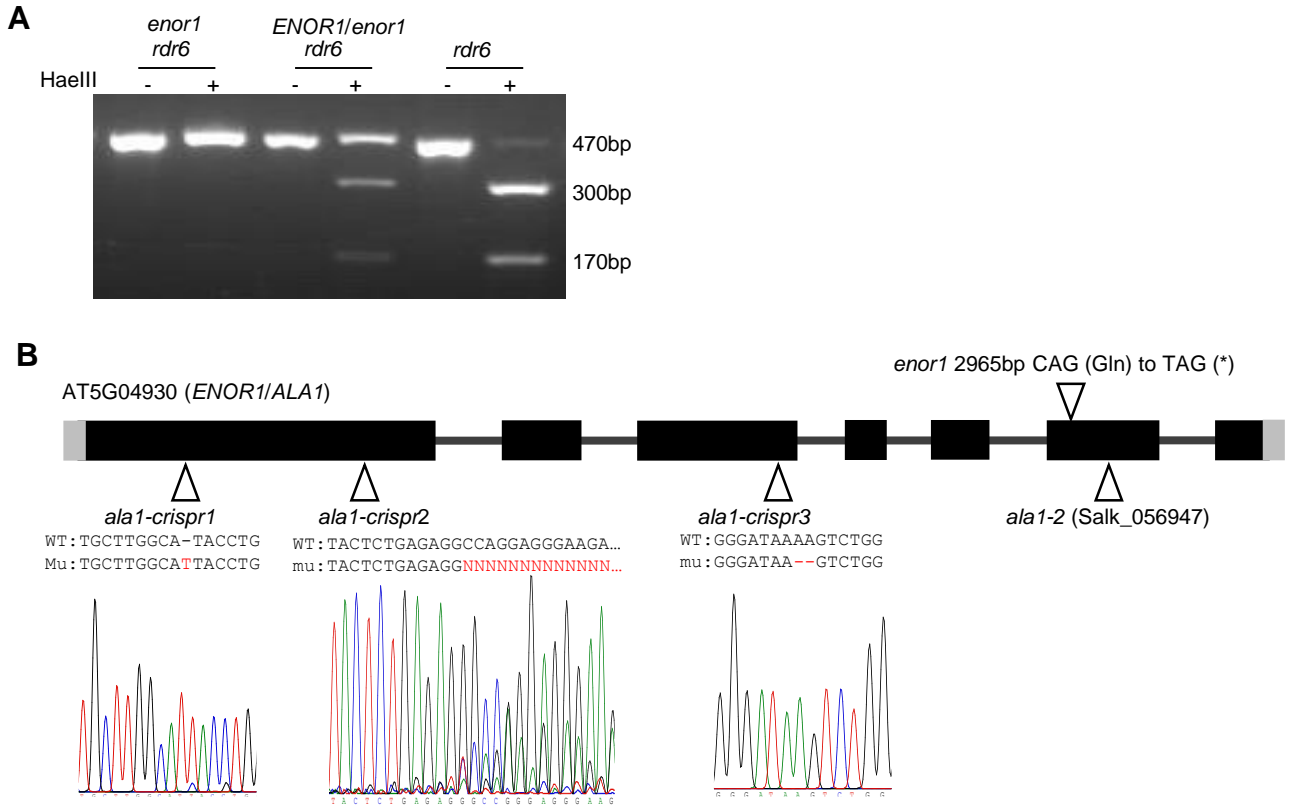 A
enor1 ENOR1/enor1
rdr6 rdr6 rdr6
HaeIII - + - + - +
470bp
300bp
170bp
B
enor1 2965bp CAG (Gln) to TAG (*)
AT5G04930 (ENOR1/ALA1)
ala1-crispr1 ala1-crispr2 ala1-crispr3 ala1-2 (Salk_056947)
WT:TGCTTGGCA-TACCTG WT:TACTCTGAGAGGCCAGGAGGGAAGA… WT:GGGATAAAAGTCTGG
Mu:TGCTTGGCATTACCTG mu:TACTCTGAGAGGNNNNNNNNNNNNN… mu:GGGATAA--GTCTGG
T A C T C T G A G A G G G C C G G G A G G G A A G G G G A T A A G T C T G G